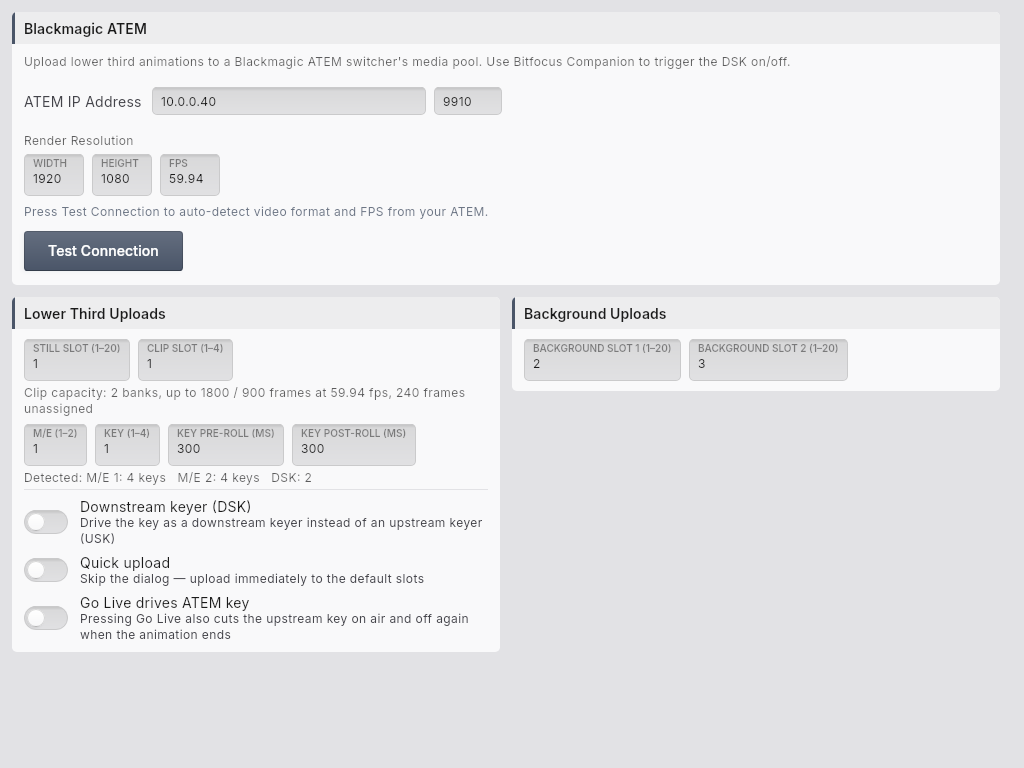 Blackmagic ATEM
Upload lower third animations to a Blackmagic ATEM switcher's media pool. Use Bitfocus Companion to trigger the DSK on/off.
ATEM IP Address 10.0.0.40 9910
Render Resolution
WIDTH HEIGHT FPS
1920 1080 59.94
Press Test Connection to auto-detect video format and FPS from your ATEM.
Test Connection
Lower Third Uploads
STILL SLOT (1–20) CLIP SLOT (1–4)
1 1
Clip capacity: 2 banks, up to 1800 / 900 frames at 59.94 fps, 240 frames
unassigned
M/E (1–2) KEY (1–4) KEY PRE-ROLL (MS) KEY POST-ROLL (MS)
1 1 300 300
Detected: M/E 1: 4 keys M/E 2: 4 keys DSK: 2
Downstream keyer (DSK)
Drive the key as a downstream keyer instead of an upstream keyer
(USK)
Quick upload
Skip the dialog — upload immediately to the default slots
Go Live drives ATEM key
Pressing Go Live also cuts the upstream key on air and off again
when the animation ends
Background Uploads
BACKGROUND SLOT 1 (1–20) BACKGROUND SLOT 2 (1–20)
2 3